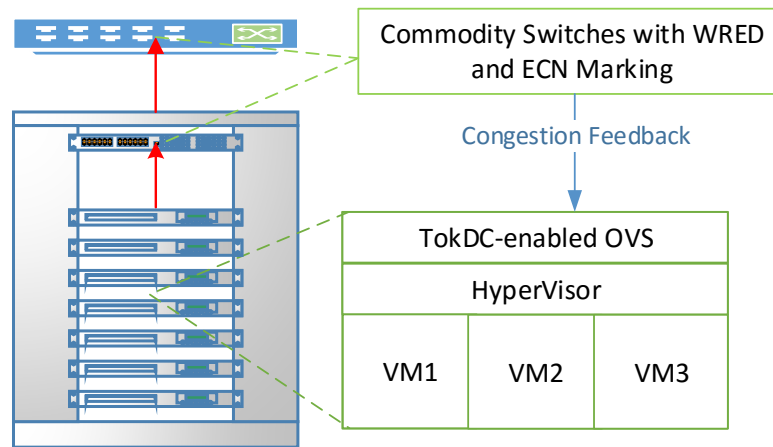 Commodity Switches with WRED
and ECN Marking
Congestion Feedback
TokDC-enabled OVS
HyperVisor
VM1
VM2
VM3